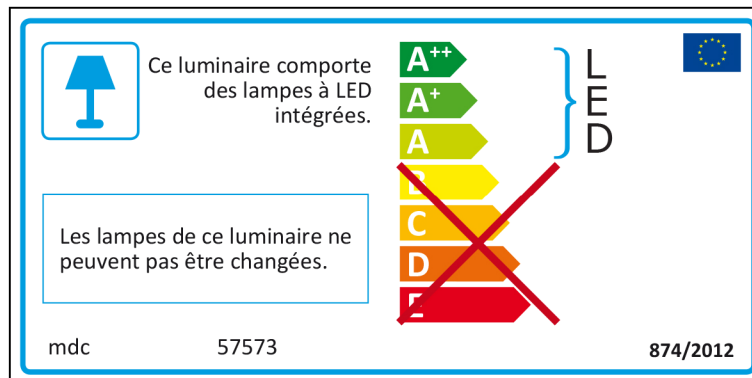 Ce luminaire comporte
des lampes à LED
intégrées.
A++
A+
A
B
C
D
E
L
E
D
Les lampes de ce luminaire ne
peuvent pas être changées.
mdc
57573
874/2012